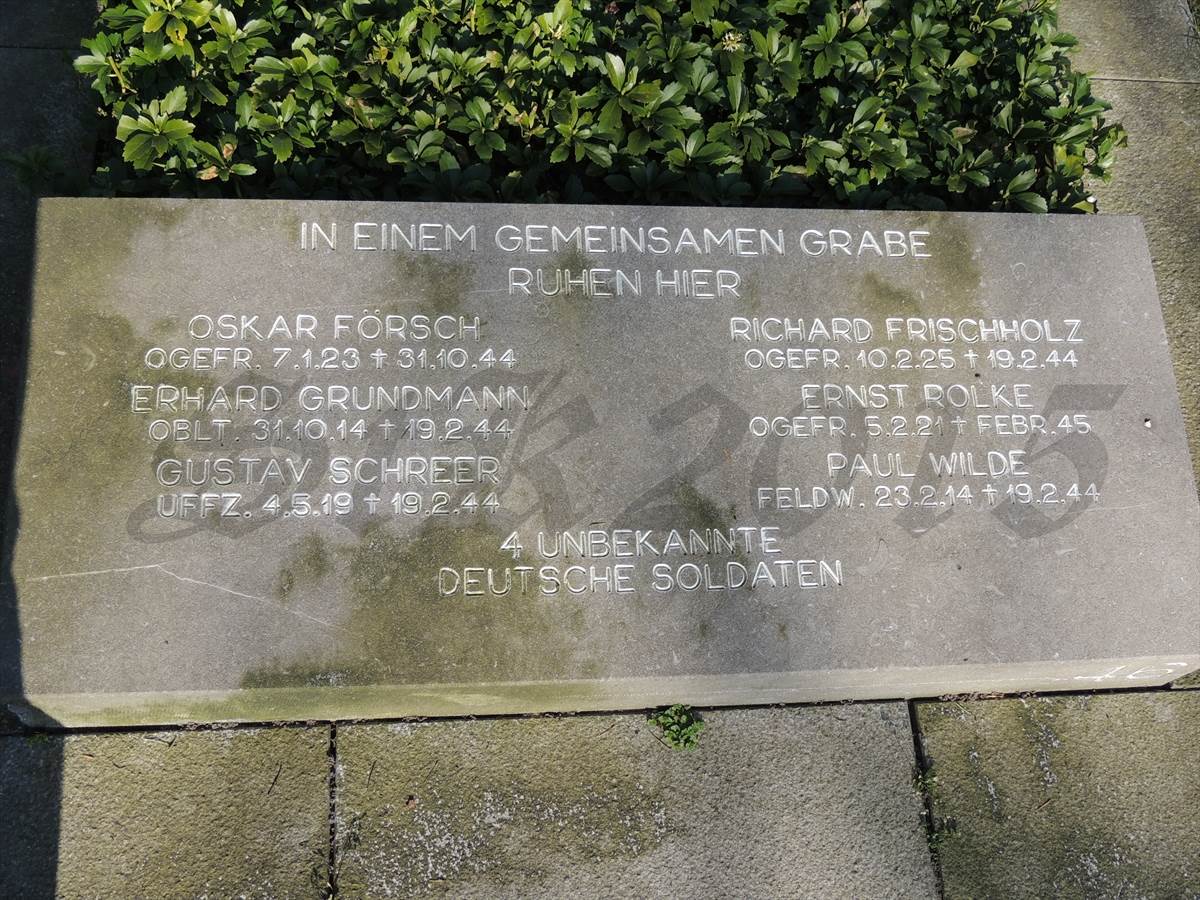 IN EINEM GEMEINSAMEN GRABE
RUHEN HIER
OSKAR FÖRSCH
OGEFR. 7.1.23 † 31.10.44
ERHARD GRUNDMANN
OBLT. 31.10.14 † 19.2.44
GUSTAV SCHREER
UFFZ. 4.5.19 † 19.2.44
RICHARD FRISCHHOLZ
OGEFR. 10.2.25 † 19.2.44
ERNST ROLKE
OGEFR. 5.2.21 † FEBR. 45
PAUL WILDE
FELDW. 23.2.14 † 19.2.44
4 UNBEKANNTE
DEUTSCHE SOLDATEN
46